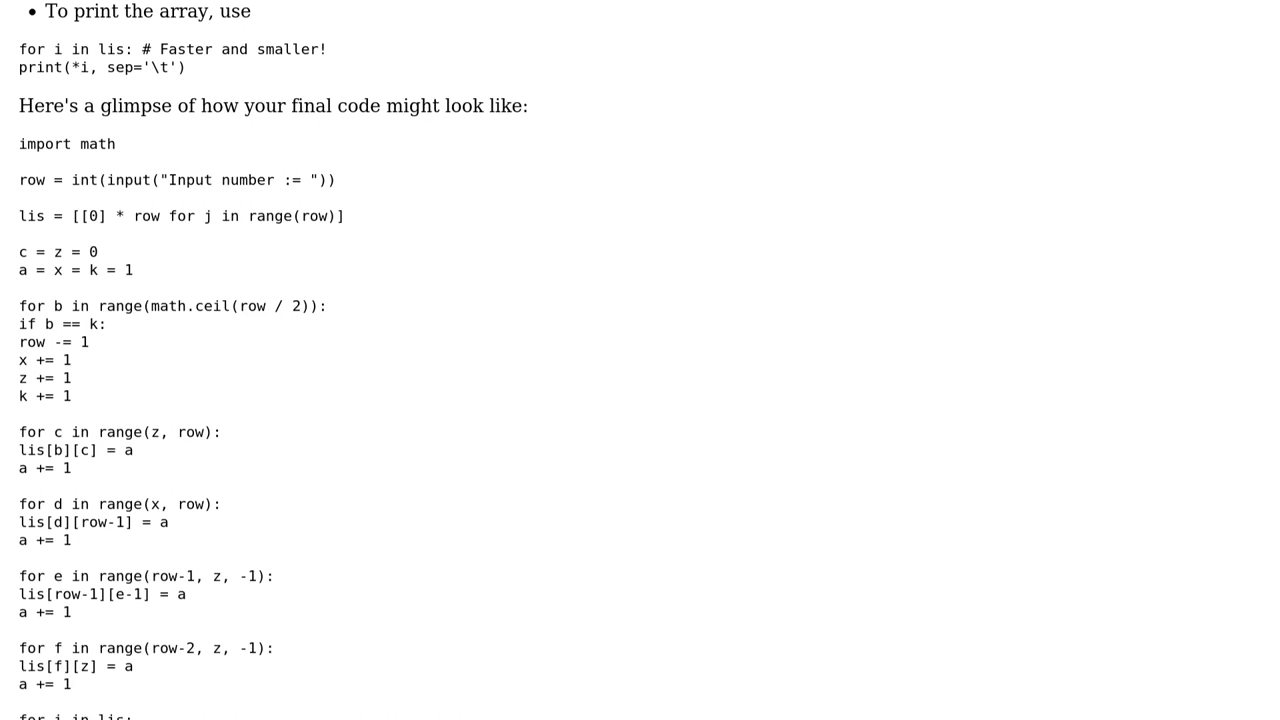 • To print the array, use
for i in lis: # Faster and smaller!
print(*i, sep='\t')
Here's a glimpse of how your final code might look like:
import math
row = int(input("Input number := "))
lis = [[0] * row for j in range(row)]
c = z = 0
a = x = k = 1
for b in range(math.ceil(row / 2)):
if b == k:
row -= 1
x += 1
z += 1
k += 1
for c in range(z, row):
lis[b][c] = a
a += 1
for d in range(x, row):
lis[d][row-1] = a
a += 1
for e in range(row-1, z, -1):
lis[row-1][e-1] = a
a += 1
for f in range(row-2, z, -1):
lis[f][z] = a
a += 1
for i in lis: